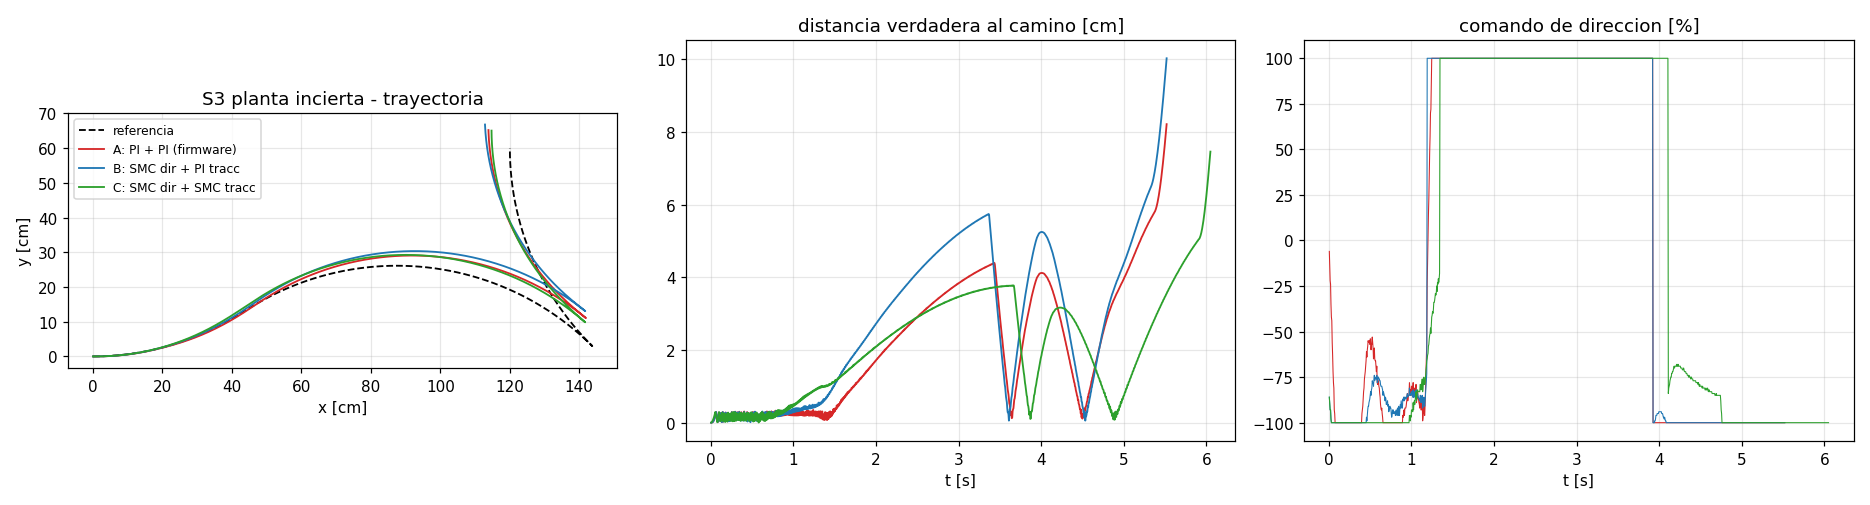 S3 planta incierta - trayectoria
y [cm]
70
60
50
40
30
20
10
0
referencia
A: PI + PI (firmware)
B: SMC dir + PI tracc
C: SMC dir + SMC tracc
0 20 40 60 80 100 120 140
x [cm]
distancia verdadera al camino [cm]
10
8
6
4
2
0
0 1 2 3 4 5 6
t [s]
comando de direccion [%]
100
75
50
25
0
−25
−50
−75
−100
0 1 2 3 4 5 6
t [s]